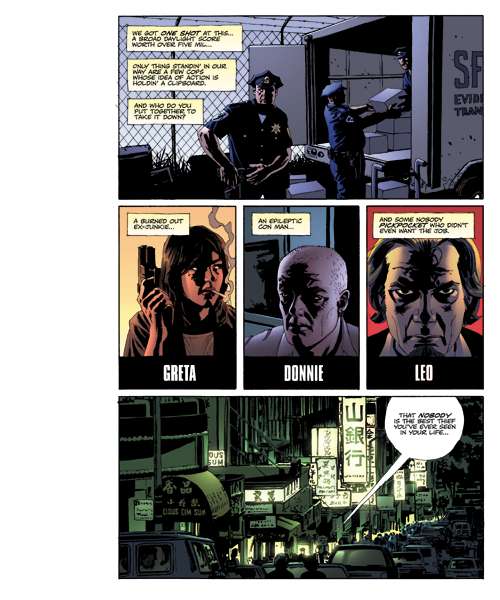 WE GOT ONE SHOT AT THIS...
A BROAD DAYLIGHT SCORE
WORTH OVER FIVE MIL...
ONLY THING STANDIN' IN OUR
WAY ARE A FEW COPS
WHOSE IDEA OF ACTION IS
HOLDIN' A CLIPBOARD.
AND WHO DO YOU
PUT TOGETHER TO
TAKE IT DOWN?
SF
EVIDE
TRAN
A BURNED OUT
EX-JUNKIE...
GRETA
AN EPILEPTIC
CON MAN...
DONNIE
AND SOME NOBODY
PICKPOCKET WHO DIDN'T
EVEN WANT THE JOB.
LEO
THAT NOBODY
IS THE BEST THIEF
YOU'VE EVER SEEN
IN YOUR LIFE...
山
銀
行
OUS
SUM
DIM SUM